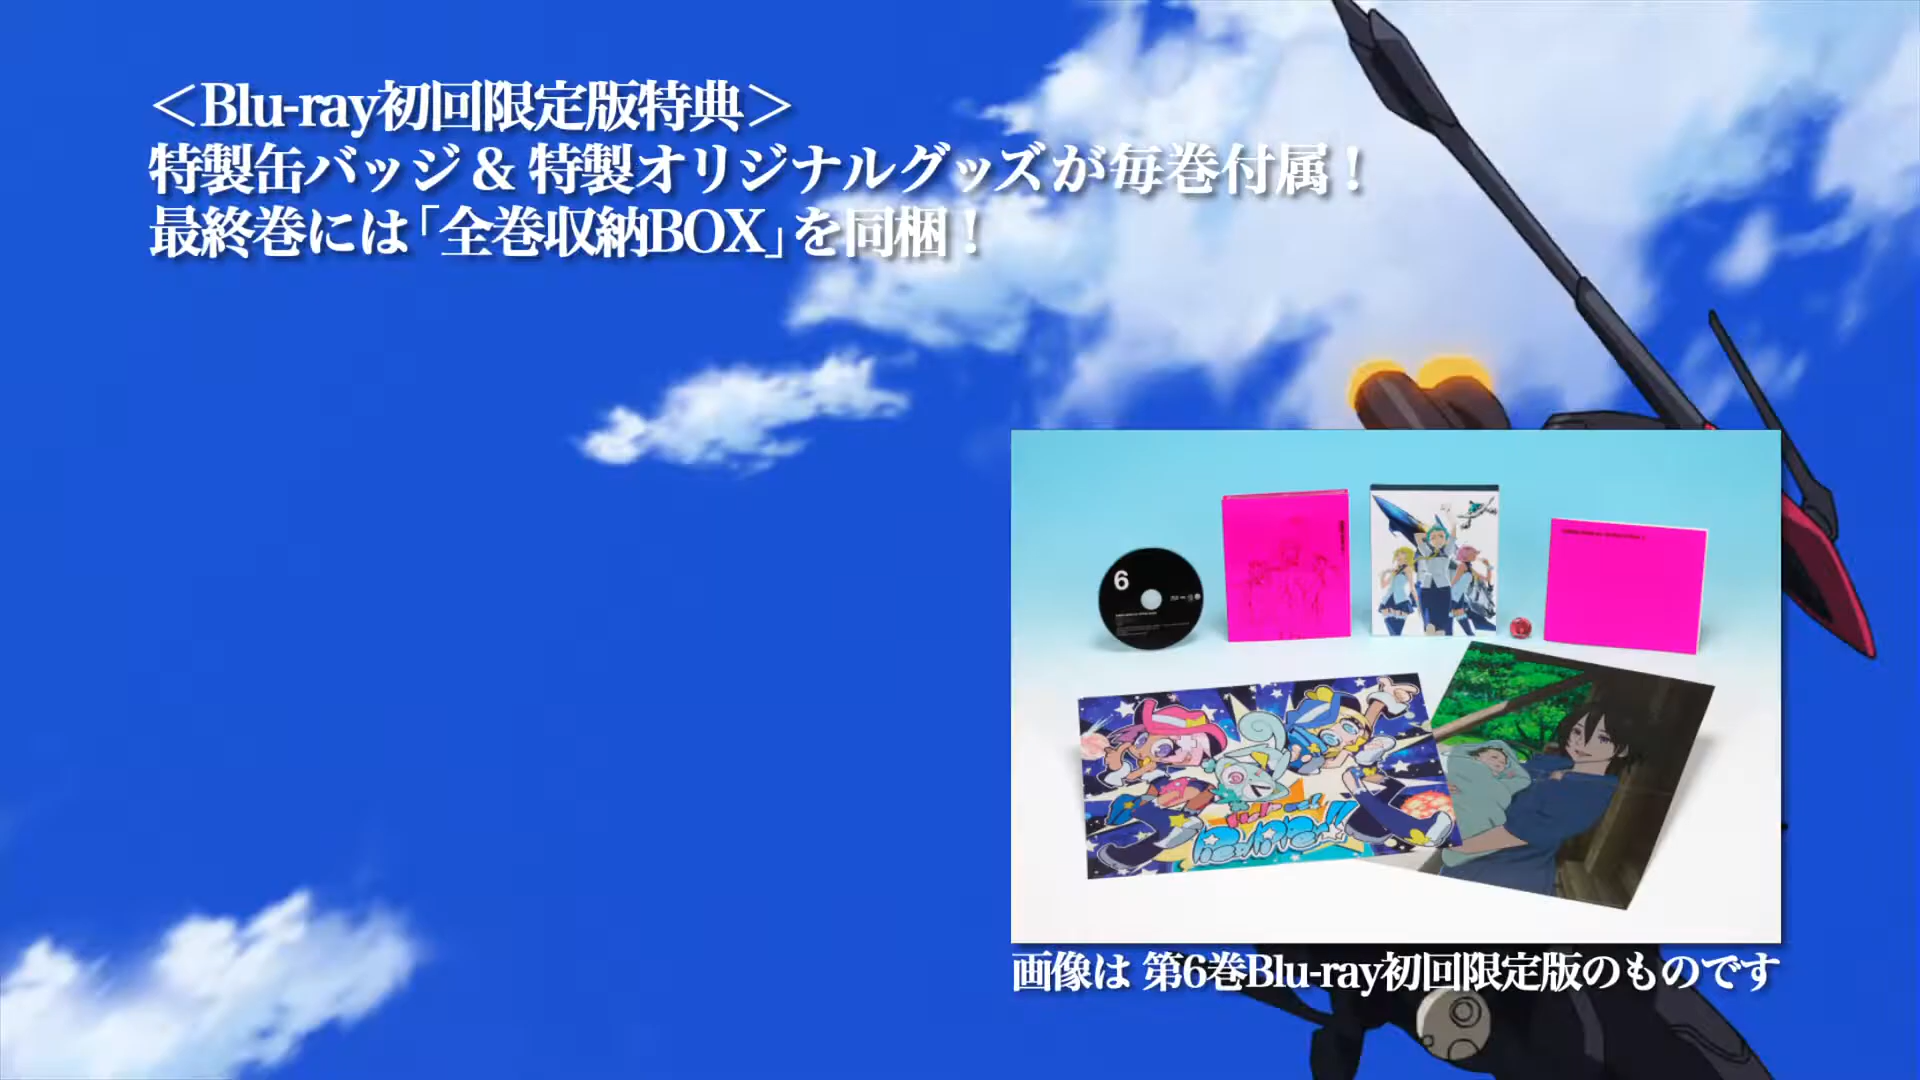 ＜Blu-ray初回限定版特典＞
特製缶バッジ & 特製オリジナルグッズが毎巻付属！
最終巻には「全巻収納BOX」を同梱！
6
画像は 第6巻Blu-ray初回限定版のものです